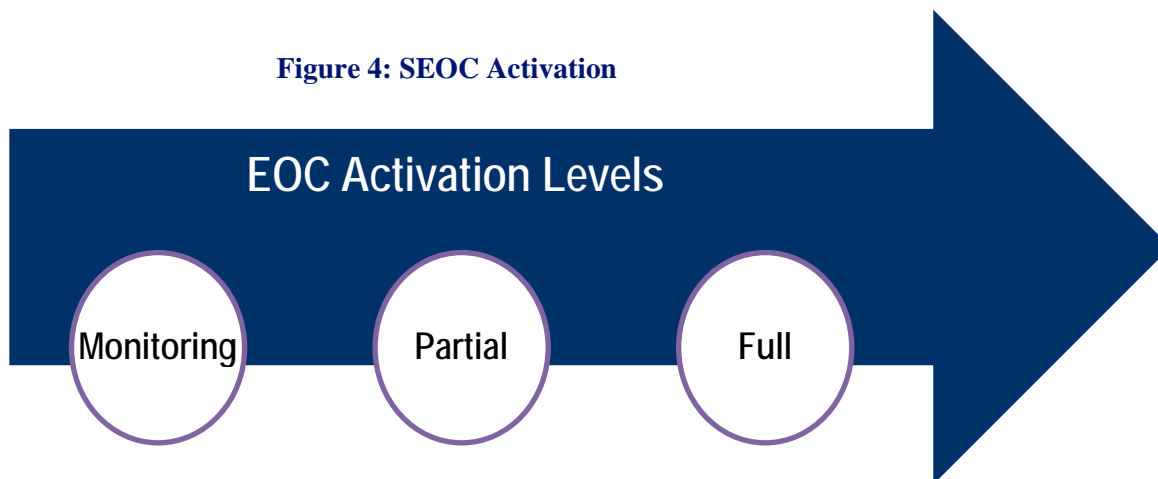 Figure 4: SEOC Activation
EOC Activation Levels
Monitoring
Partial
Full